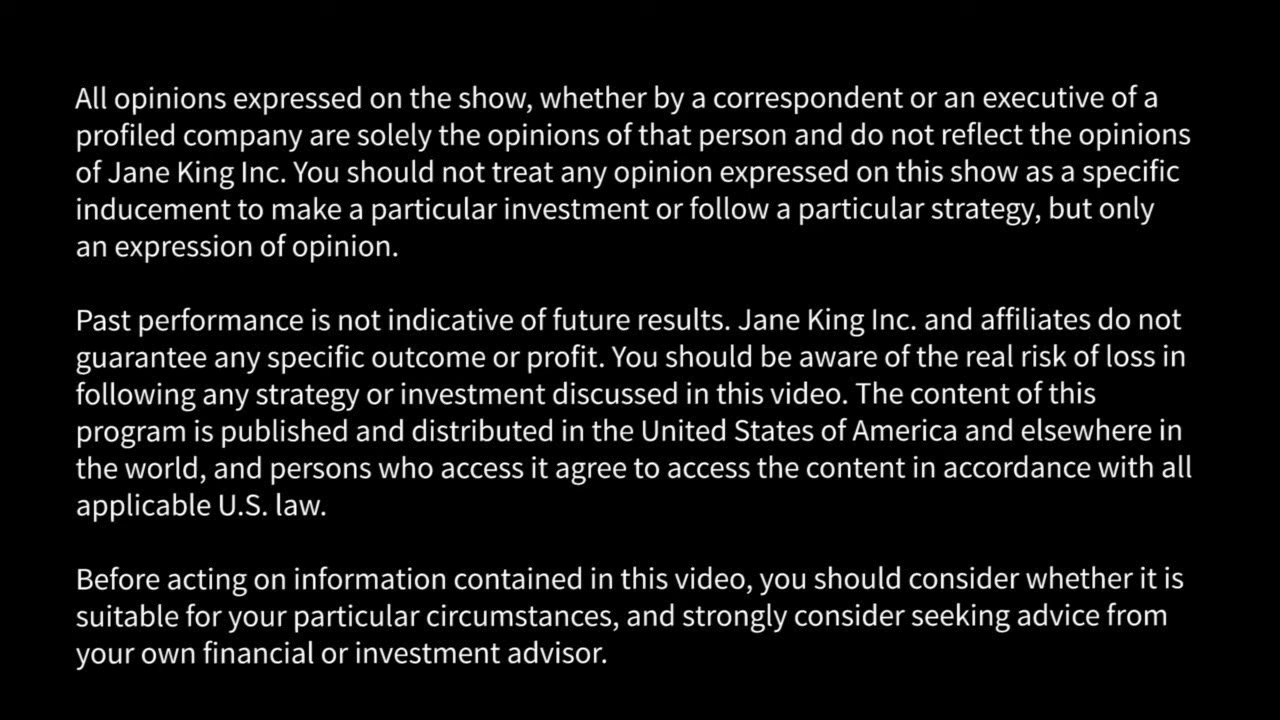 All opinions expressed on the show, whether by a correspondent or an executive of a
profiled company are solely the opinions of that person and do not reflect the opinions
of Jane King Inc. You should not treat any opinion expressed on this show as a specific
inducement to make a particular investment or follow a particular strategy, but only
an expression of opinion.
Past performance is not indicative of future results. Jane King Inc. and affiliates do not
guarantee any specific outcome or profit. You should be aware of the real risk of loss in
following any strategy or investment discussed in this video. The content of this
program is published and distributed in the United States of America and elsewhere in
the world, and persons who access it agree to access the content in accordance with all
applicable U.S. law.
Before acting on information contained in this video, you should consider whether it is
suitable for your particular circumstances, and strongly consider seeking advice from
your own financial or investment advisor.